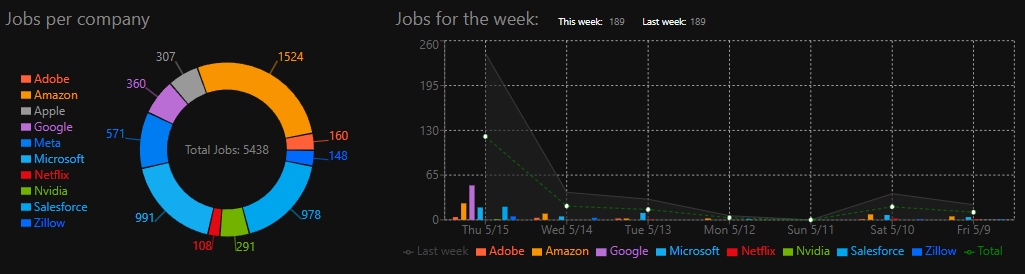 Jobs per company
Adobe
Amazon
Apple
Google
Meta
Microsoft
Netflix
Nvidia
Salesforce
Zillow
1524
307
360
571
991
108
291
978
148
160
Total Jobs: 5438
Jobs for the week: This week: 189 Last week: 189
260
195
130
65
0
Thu 5/15 Wed 5/14 Tue 5/13 Mon 5/12 Sun 5/11 Sat 5/10 Fri 5/9
Last week Adobe Amazon Google Microsoft Netflix Nvidia Salesforce Zillow Total